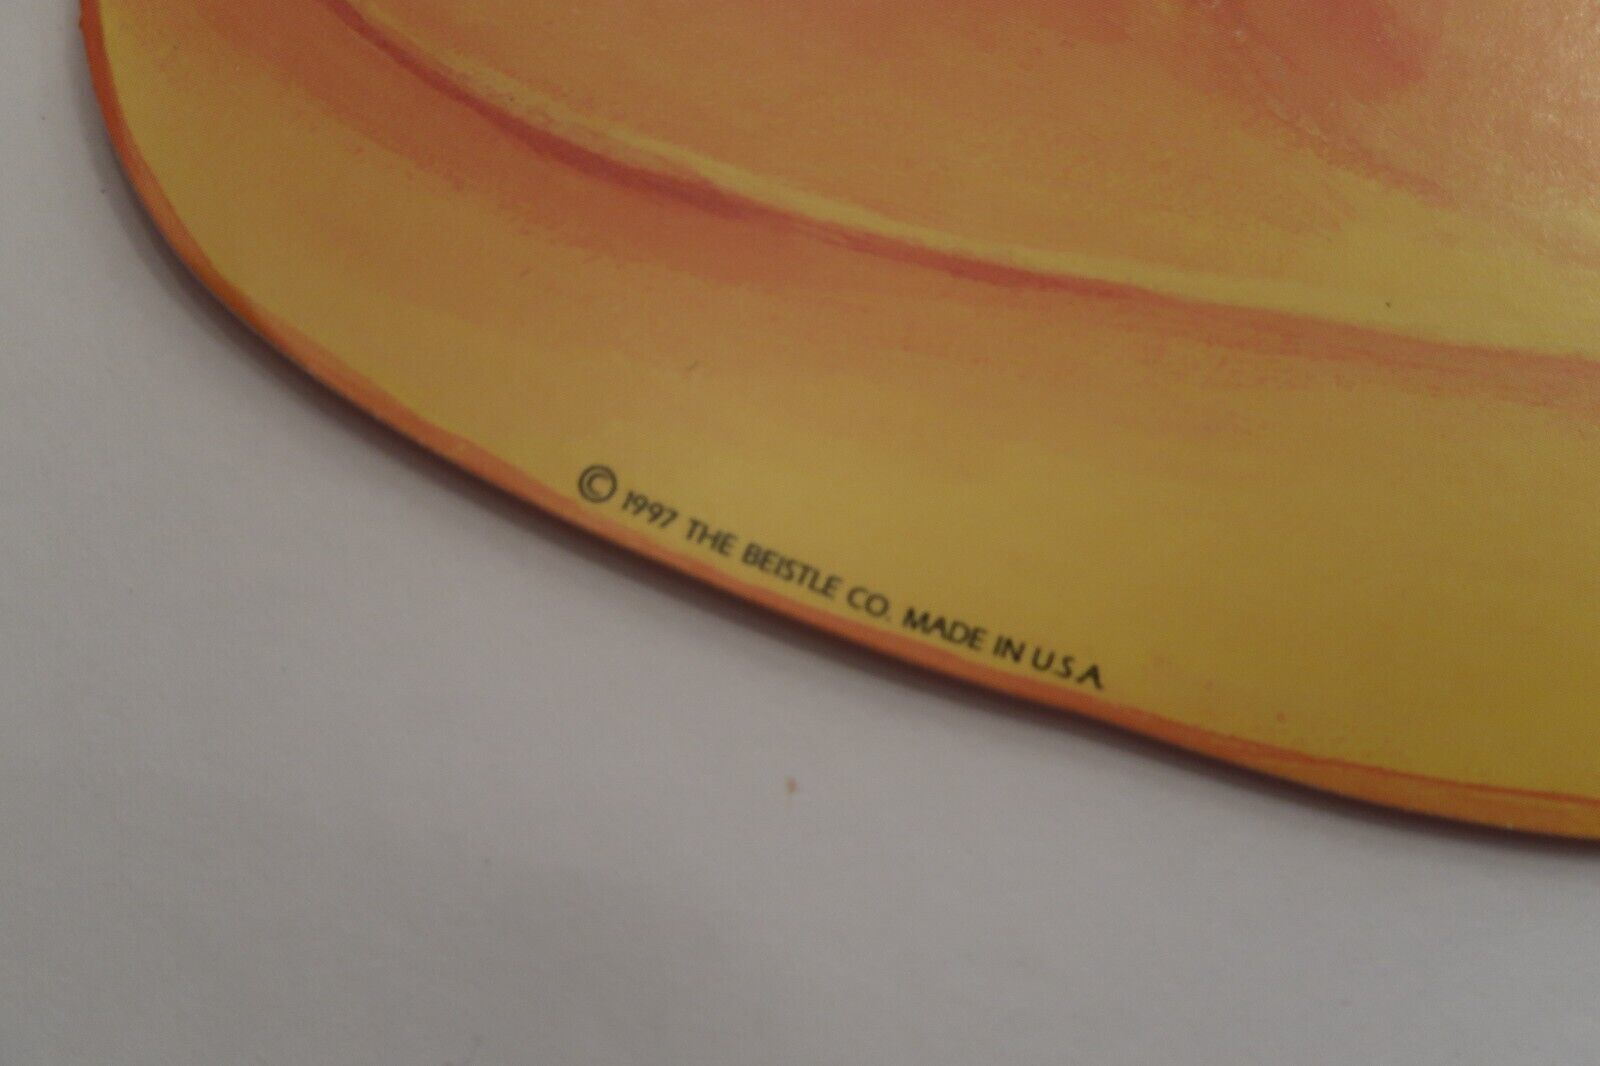 © 1997 THE BEISTLE CO. MADE IN U.S.A.